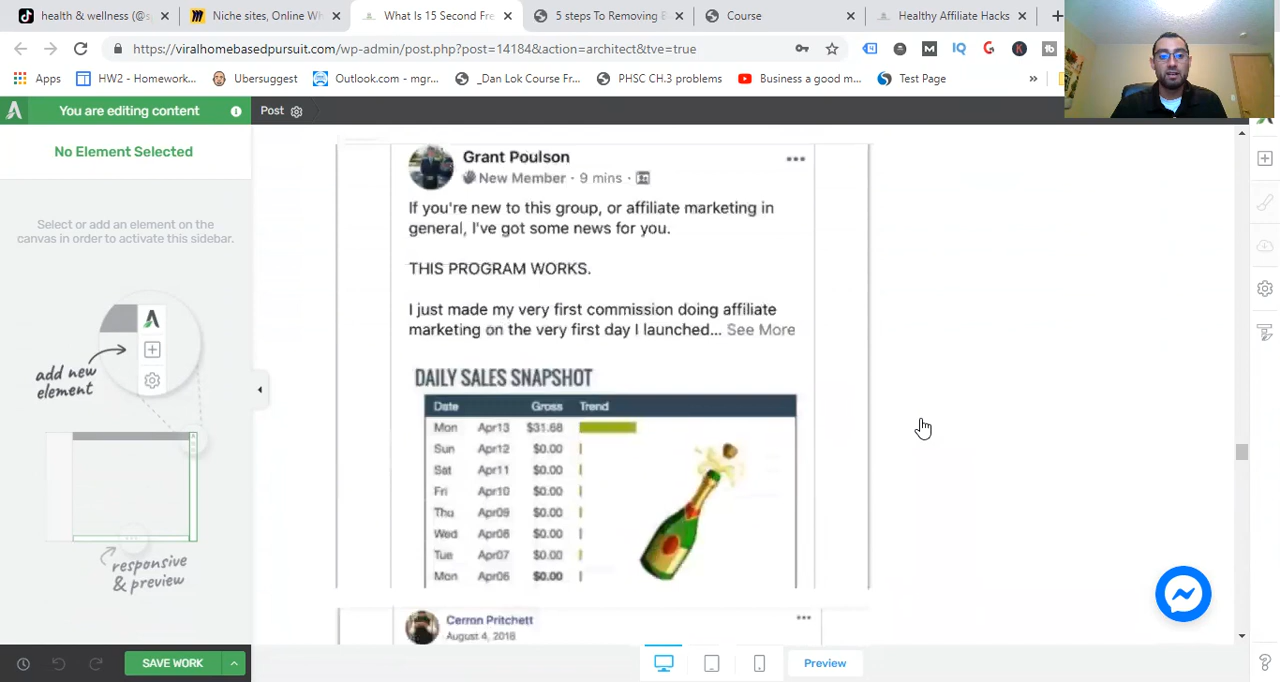 health & wellness (@s
Niche sites, Online Wh
What Is 15 Second Fre
5 steps To Removing B
Course
Healthy Affiliate Hacks
https://viralhomebasedpursuit.com/wp-admin/post.php?post=14184&action=architect&tve=true
Apps
HW2 - Homework...
Ubersuggest
Outlook.com - mgr...
_Dan Lok Course Fr...
PHSC CH.3 problems
Business a good m...
Test Page
You are editing content
Post
No Element Selected
Select or add an element on the
canvas in order to activate this sidebar.
add new
element
responsive
& preview
SAVE WORK
Grant Poulson
New Member · 9 mins ·
If you're new to this group, or affiliate marketing in
general, I've got some news for you.
THIS PROGRAM WORKS.
I just made my very first commission doing affiliate
marketing on the very first day I launched... See More
DAILY SALES SNAPSHOT
Date Gross Trend
Mon Apr13 $31.68
Sun Apr12 $0.00
Sat Apr11 $0.00
Fri Apr10 $0.00
Thu Apr09 $0.00
Wed Apr08 $0.00
Tue Apr07 $0.00
Mon Apr06 $0.00
Cerron Pritchett
August 4, 2018
Preview